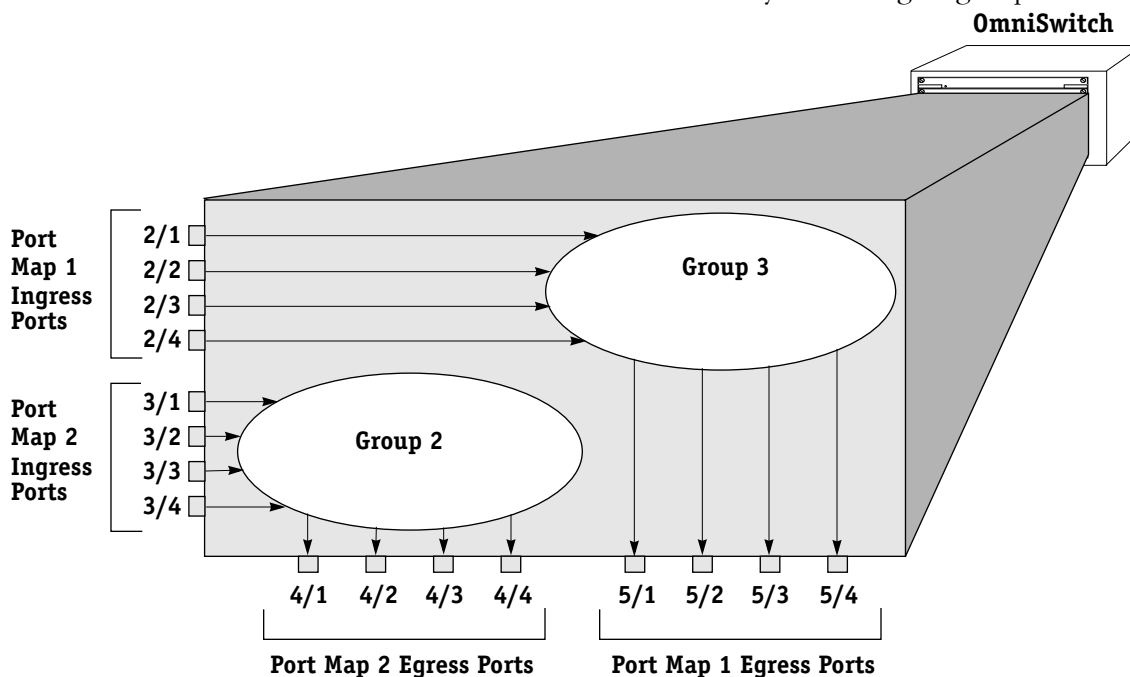 OmniSwitch
Port
Map 1
Ingress
Ports
2/1
2/2
2/3
2/4
Group 3
Port
Map 2
Ingress
Ports
3/1
3/2
3/3
3/4
Group 2
4/1 4/2 4/3 4/4 5/1 5/2 5/3 5/4
Port Map 2 Egress Ports Port Map 1 Egress Ports